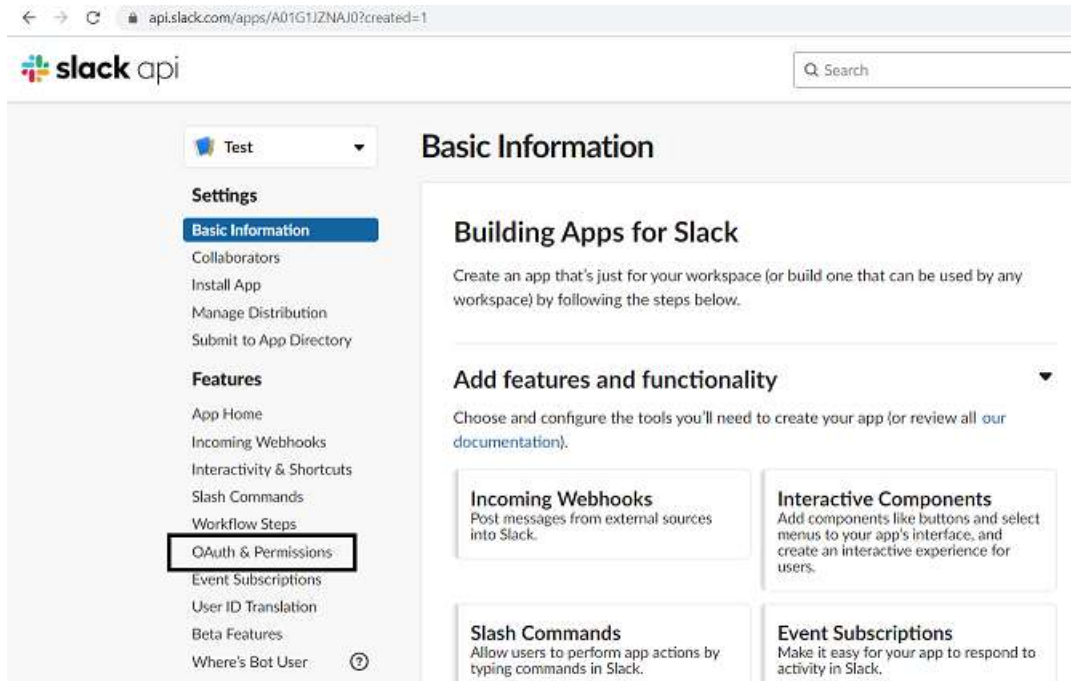 api.slack.com/apps/A01G1JZNAJ0?created=1
slack api
Search
Test
Settings
Basic Information
Collaborators
Install App
Manage Distribution
Submit to App Directory
Features
App Home
Incoming Webhooks
Interactivity & Shortcuts
Slash Commands
Workflow Steps
OAuth & Permissions
Event Subscriptions
User ID Translation
Beta Features
Where's Bot User ?
Basic Information
Building Apps for Slack
Create an app that's just for your workspace (or build one that can be used by any
workspace) by following the steps below.
Add features and functionality
Choose and configure the tools you'll need to create your app (or review all our
documentation).
Incoming Webhooks
Post messages from external sources
into Slack.
Interactive Components
Add components like buttons and select
menus to your app's interface, and
create an interactive experience for
users.
Slash Commands
Allow users to perform app actions by
typing commands in Slack.
Event Subscriptions
Make it easy for your app to respond to
activity in Slack.